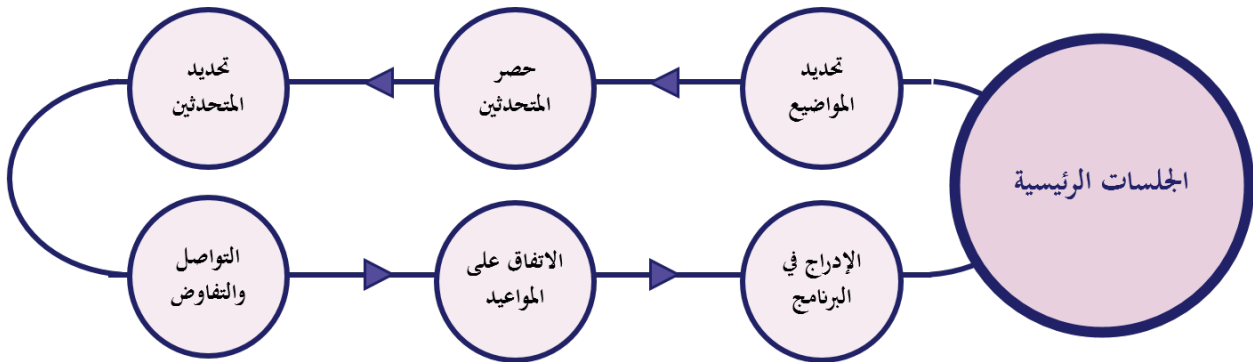 الجلسات الرئيسية
تحديد
المواضيع
حصر
المتحدثين
تحديد
المتحدثين
التواصل
والتفاوض
الاتفاق على
المواعيد
الإدراج في
البرنامج